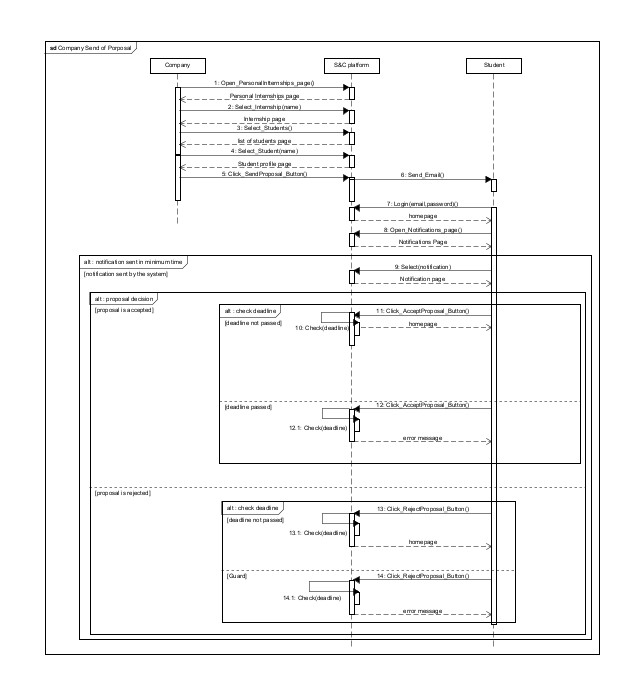 sd Company Send of Porposal
Company
S&C platform
Student
1: Open_PersonalInternships_page()
Personal Internships page
2: Select_Internship(name)
Internship page
3: Select_Students()
list of students page
4: Select_Student(name)
Student profile page
5: Click_SendProposal_Button()
6: Send_Email()
7: Login(email,password)()
homepage
8: Open_Notifications_page()
Notifications Page
alt : notification sent in minimum time
[notification sent by the system]
9: Select(notification)
Notification page
alt : proposal decision
[proposal is accepted]
alt : check deadline
[deadline not passed]
11: Click_AcceptProposal_Button()
10: Check(deadline)
homepage
[deadline passed]
12: Click_AcceptProposal_Button()
12.1: Check(deadline)
error message
[proposal is rejected]
alt : check deadline
[deadline not passed]
13: Click_RejectProposal_Button()
13.1: Check(deadline)
homepage
[Guard]
14: Click_RejectProposal_Button()
14.1: Check(deadline)
error message